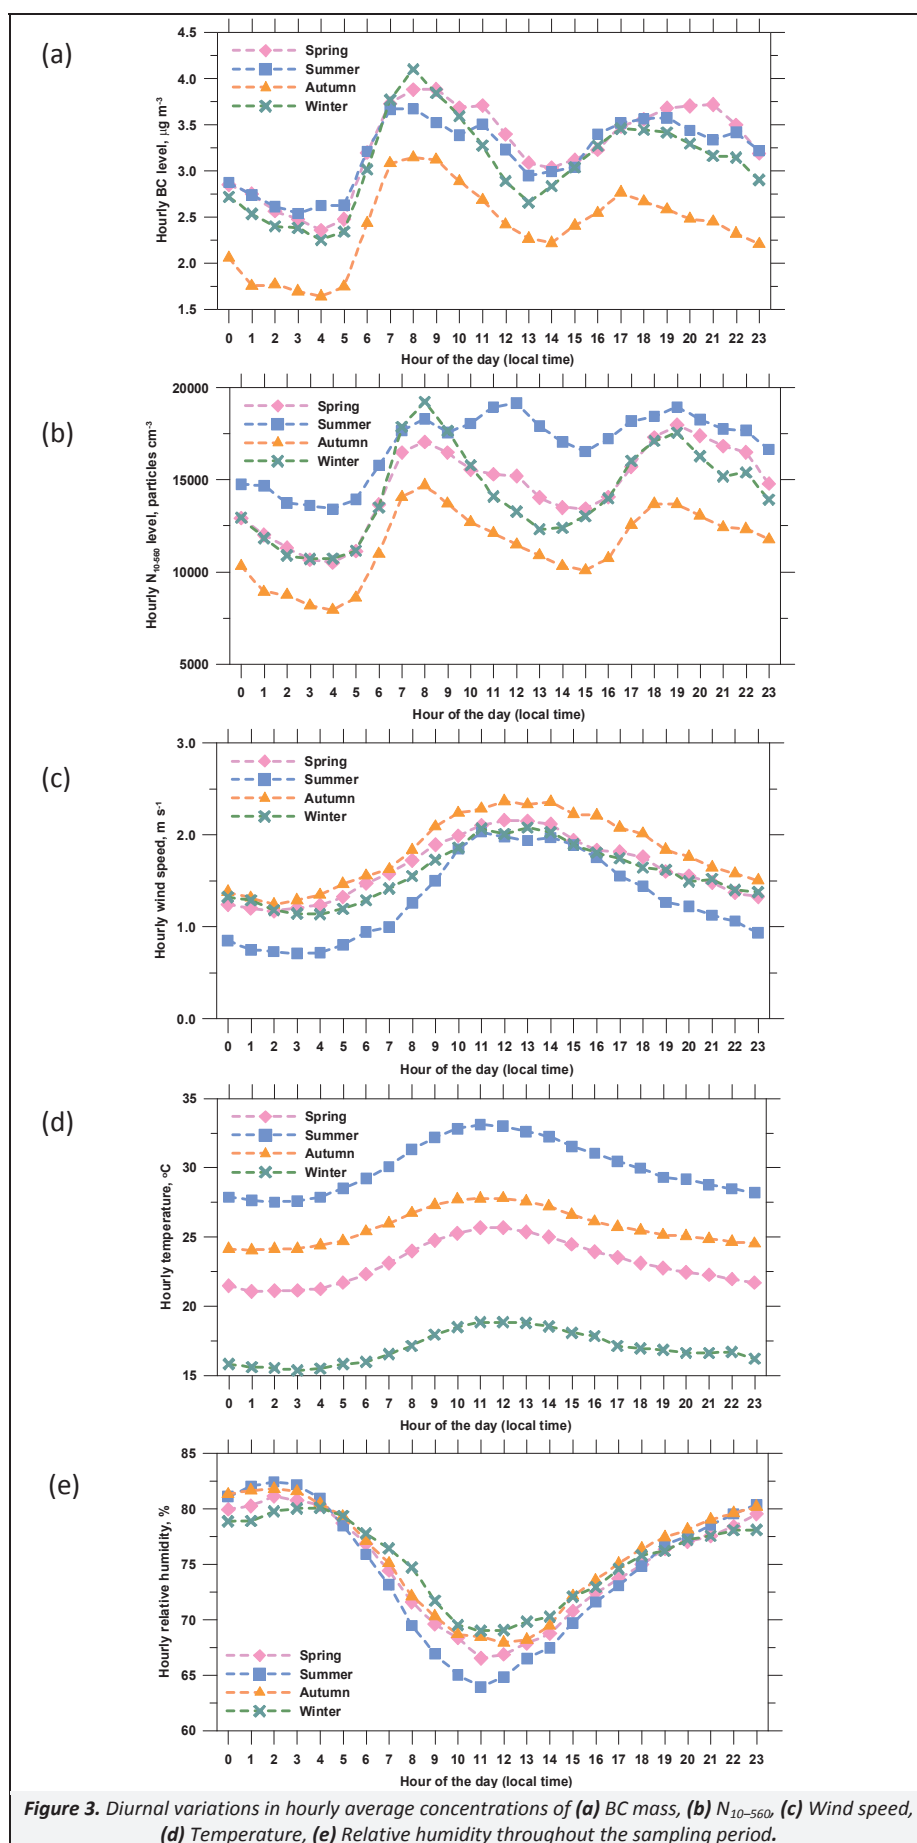 (a)
4.5
4.0
3.5
3.0
2.5
2.0
1.5
Hourly BC level, μg m-3
Spring
Summer
Autumn
Winter
0 1 2 3 4 5 6 7 8 9 10 11 12 13 14 15 16 17 18 19 20 21 22 23
Hour of the day (local time)
(b)
20000
15000
10000
5000
Hourly N10-560 level, particles cm-3
Spring
Summer
Autumn
Winter
0 1 2 3 4 5 6 7 8 9 10 11 12 13 14 15 16 17 18 19 20 21 22 23
Hour of the day (local time)
(c)
3.0
2.0
1.0
0.0
Hourly wind speed, m s-1
Spring
Summer
Autumn
Winter
0 1 2 3 4 5 6 7 8 9 10 11 12 13 14 15 16 17 18 19 20 21 22 23
Hour of the day (local time)
(d)
35
30
25
20
15
Hourly temperature, ºC
Spring
Summer
Autumn
Winter
0 1 2 3 4 5 6 7 8 9 10 11 12 13 14 15 16 17 18 19 20 21 22 23
Hour of the day (local time)
(e)
85
80
75
70
65
60
Hourly relative humidity, %
Spring
Summer
Autumn
Winter
0 1 2 3 4 5 6 7 8 9 10 11 12 13 14 15 16 17 18 19 20 21 22 23
Hour of the day (local time)
Figure 3. Diurnal variations in hourly average concentrations of (a) BC mass, (b) N10–560, (c) Wind speed,
(d) Temperature, (e) Relative humidity throughout the sampling period.